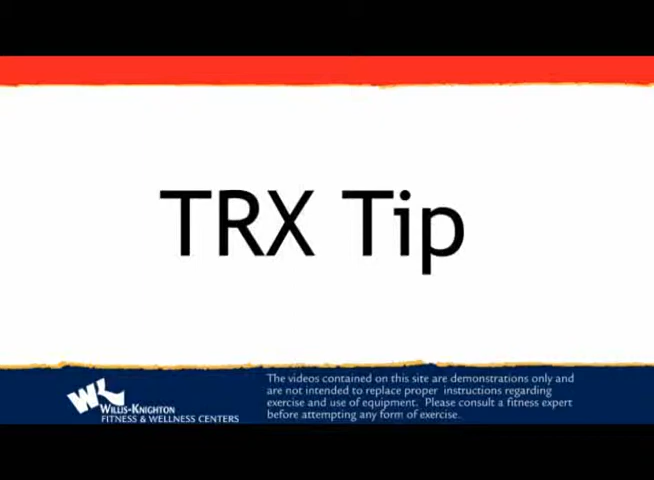 TRX Tip
WK
WILLIS-KNIGHTON
FITNESS & WELLNESS CENTERS
The videos contained on this site are demonstrations only and
are not intended to replace proper instructions regarding
exercise and use of equipment. Please consult a fitness expert
before attempting any form of exercise.